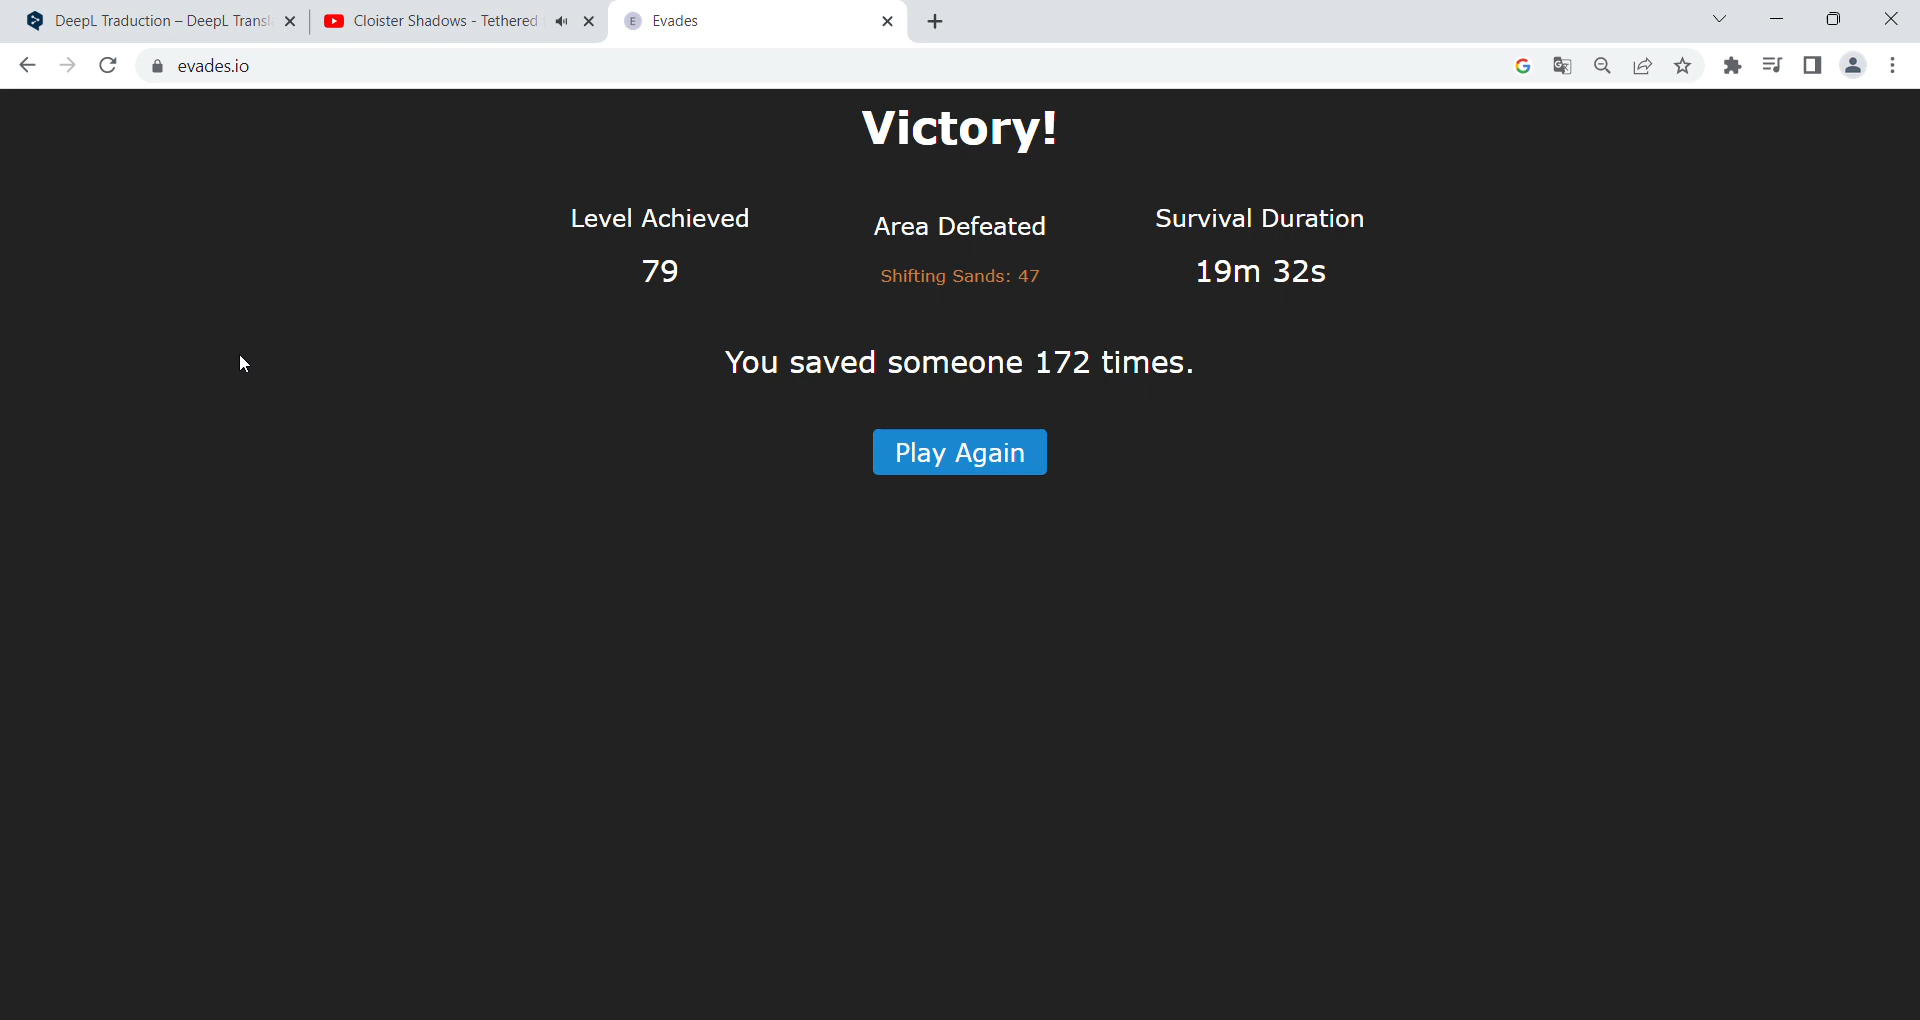 DeepL Traduction – DeepL
Cloister Shadows - Tethered
Evades
evades.io
Victory!
Level Achieved
79
Area Defeated
Shifting Sands: 47
Survival Duration
19m 32s
You saved someone 172 times.
Play Again